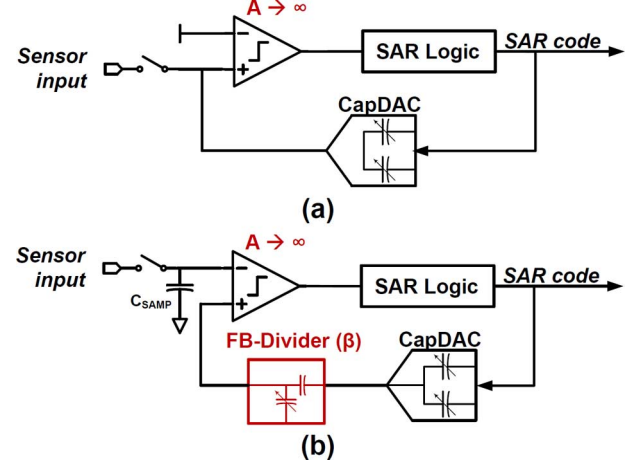 A → ∞
Sensor
input
−
+
SAR Logic
SAR code
CapDAC
(a)
A → ∞
Sensor
input
−
+
C_SAMP
SAR Logic
SAR code
FB-Divider (β)
CapDAC
(b)